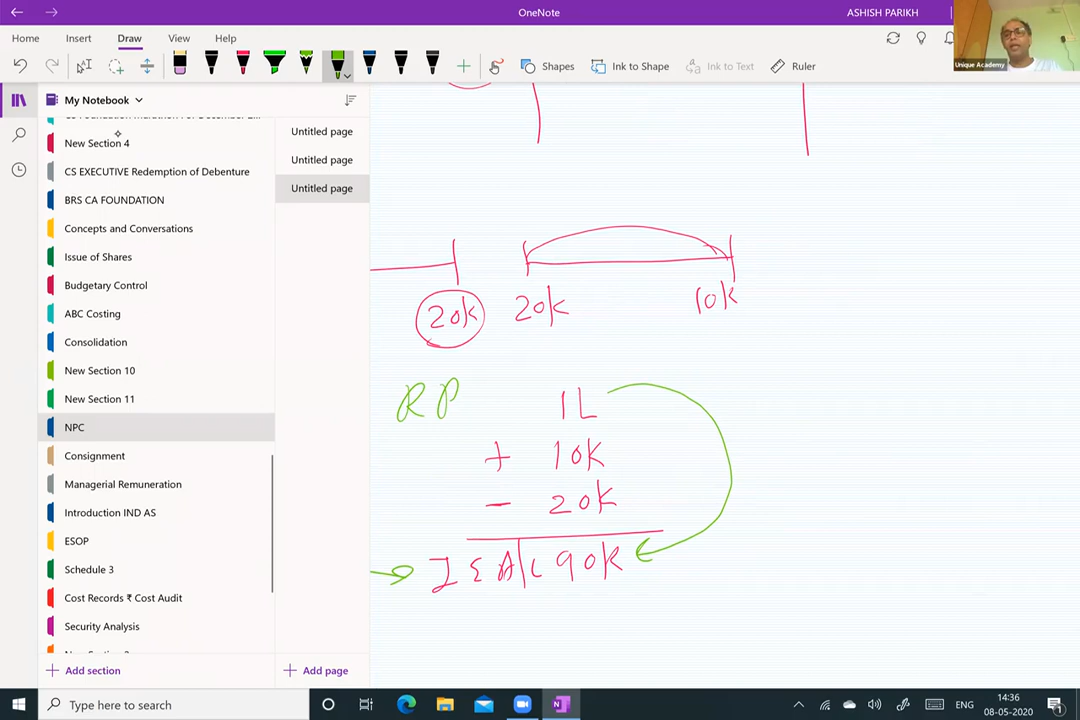 OneNote
ASHISH PARIKH
Home Insert Draw View Help
Unique Academy
Shapes Ink to Shape Ink to Text Ruler
My Notebook
New Section 4
CS EXECUTIVE Redemption of Debenture
BRS CA FOUNDATION
Concepts and Conversations
Issue of Shares
Budgetary Control
ABC Costing
Consolidation
New Section 10
New Section 11
NPC
Consignment
Managerial Remuneration
Introduction IND AS
ESOP
Schedule 3
Cost Records ₹ Cost Audit
Security Analysis
Add section
Untitled page
Untitled page
Untitled page
Add page
20k 20k 10k
RP 1L
+ 10K
- 20K
I & A/c 90K
Type here to search
ENG
14:36
08-05-2020
1